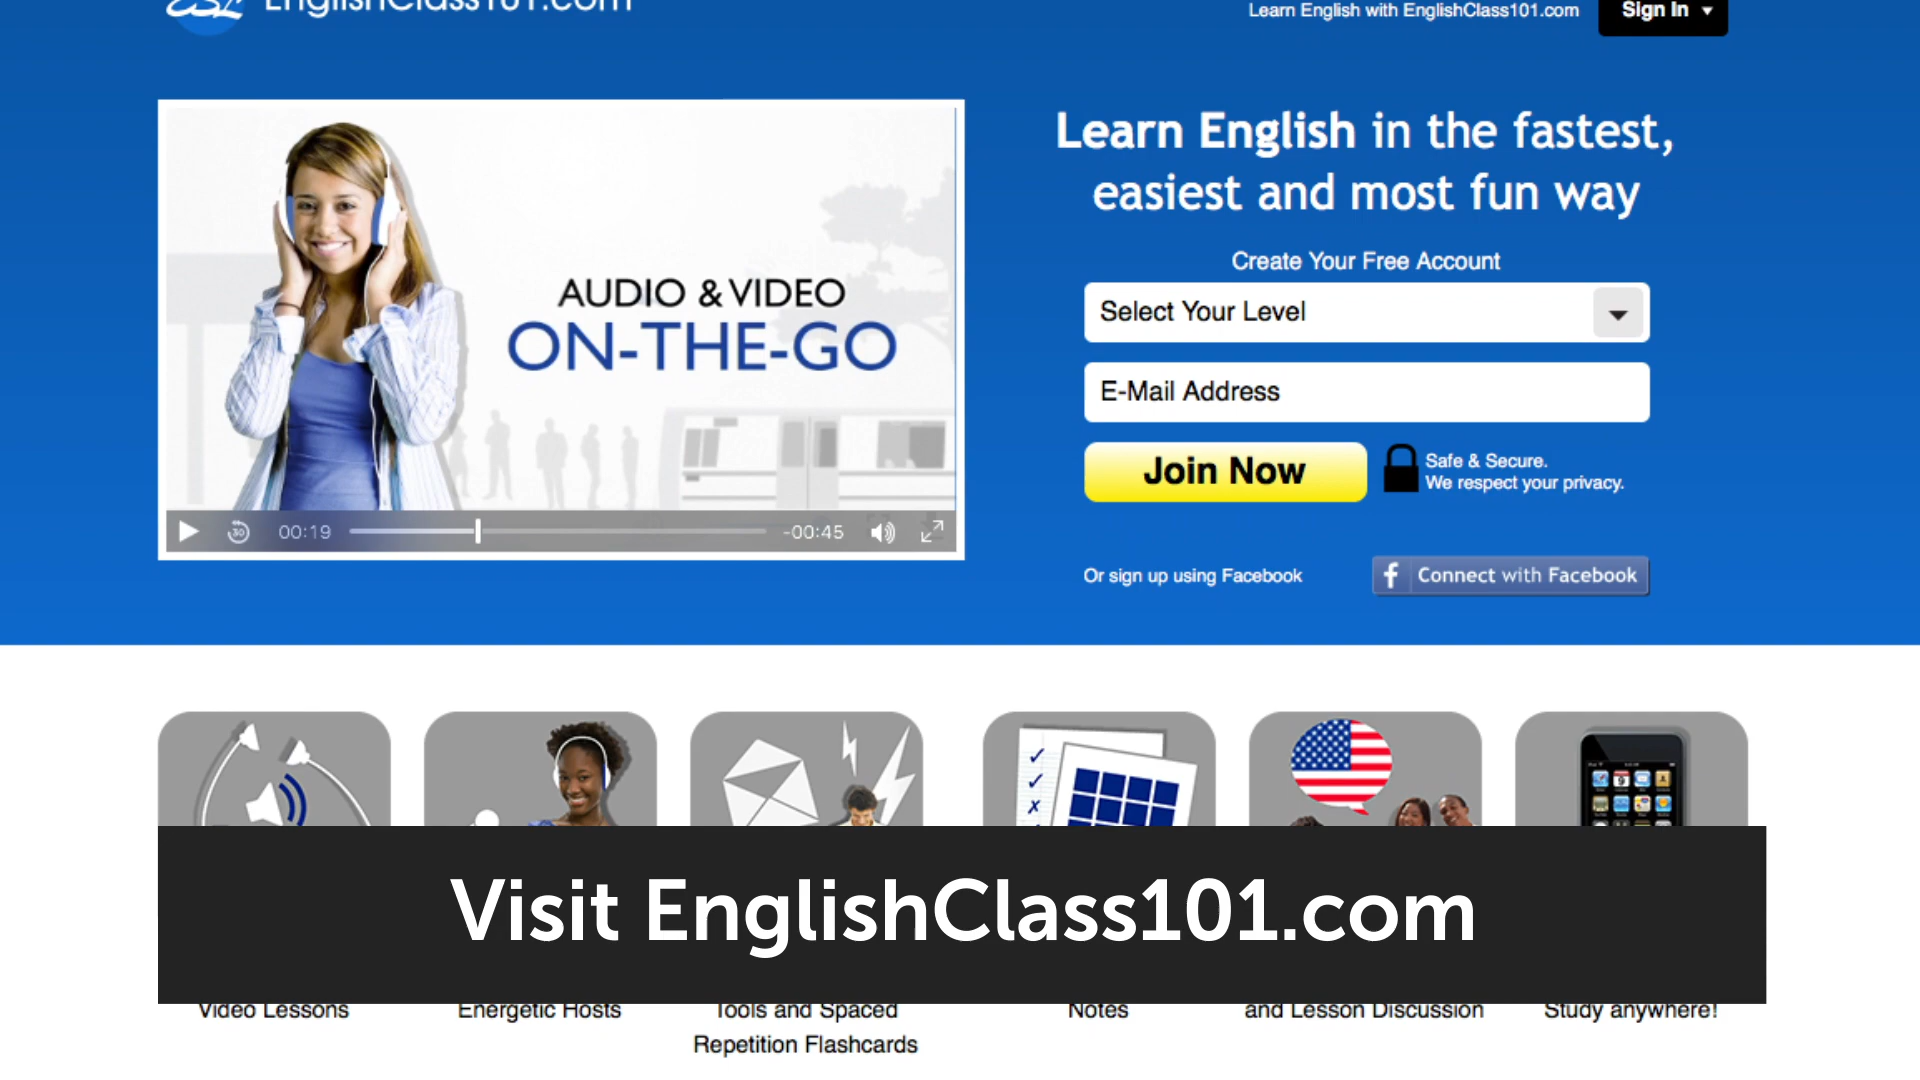 EnglishClass101.com
Learn English with EnglishClass101.com
Sign In
Learn English in the fastest,
easiest and most fun way
AUDIO & VIDEO
ON-THE-GO
Create Your Free Account
Select Your Level
E-Mail Address
Join Now
Safe & Secure.
We respect your privacy.
30
00:19
-00:45
Or sign up using Facebook
f Connect with Facebook
Visit EnglishClass101.com
Video Lessons
Energetic Hosts
Tools and Spaced
Repetition Flashcards
Notes
and Lesson Discussion
Study anywhere!